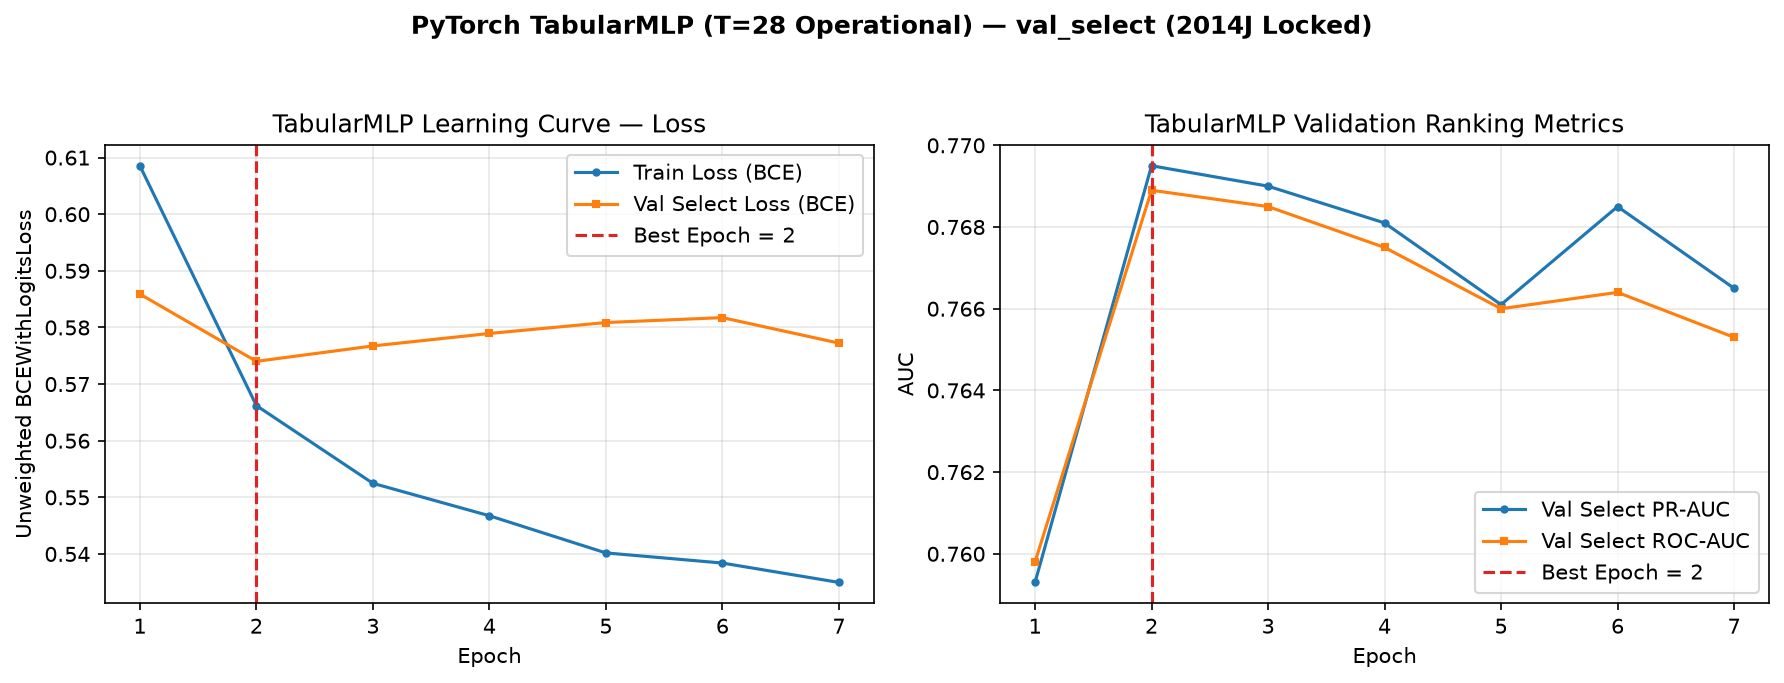 PyTorch TabularMLP (T=28 Operational) — val_select (2014J Locked)
TabularMLP Learning Curve — Loss
Unweighted BCEWithLogitsLoss
0.61
0.60
0.59
0.58
0.57
0.56
0.55
0.54
Train Loss (BCE)
Val Select Loss (BCE)
Best Epoch = 2
1 2 3 4 5 6 7
Epoch
TabularMLP Validation Ranking Metrics
AUC
0.770
0.768
0.766
0.764
0.762
0.760
Val Select PR-AUC
Val Select ROC-AUC
Best Epoch = 2
1 2 3 4 5 6 7
Epoch